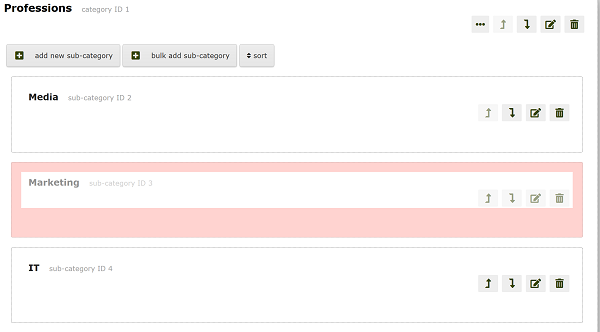 Professions category ID 1
add new sub-category bulk add sub-category sort
Media sub-category ID 2
Marketing sub-category ID 3
IT sub-category ID 4